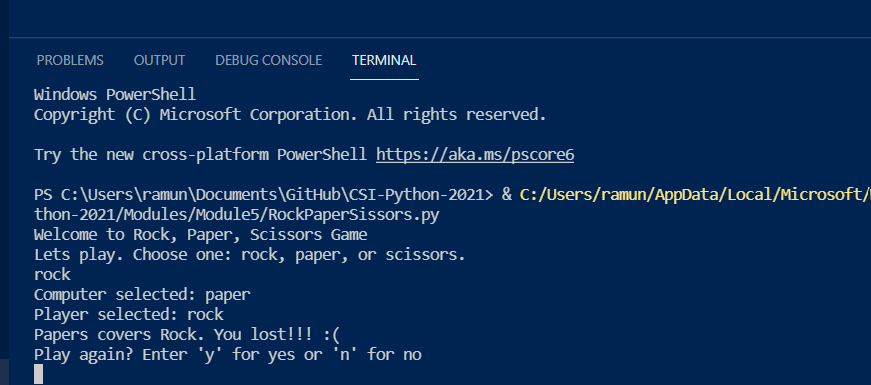 PROBLEMS OUTPUT DEBUG CONSOLE TERMINAL
Windows PowerShell
Copyright (C) Microsoft Corporation. All rights reserved.
Try the new cross-platform PowerShell https://aka.ms/pscore6
PS C:\Users\ramun\Documents\GitHub\CSI-Python-2021> & C:/Users/ramun/AppData/Local/Microsoft/
thon-2021/Modules/Module5/RockPaperSissors.py
Welcome to Rock, Paper, Scissors Game
Lets play. Choose one: rock, paper, or scissors.
rock
Computer selected: paper
Player selected: rock
Papers covers Rock. You lost!!! :(
Play again? Enter 'y' for yes or 'n' for no